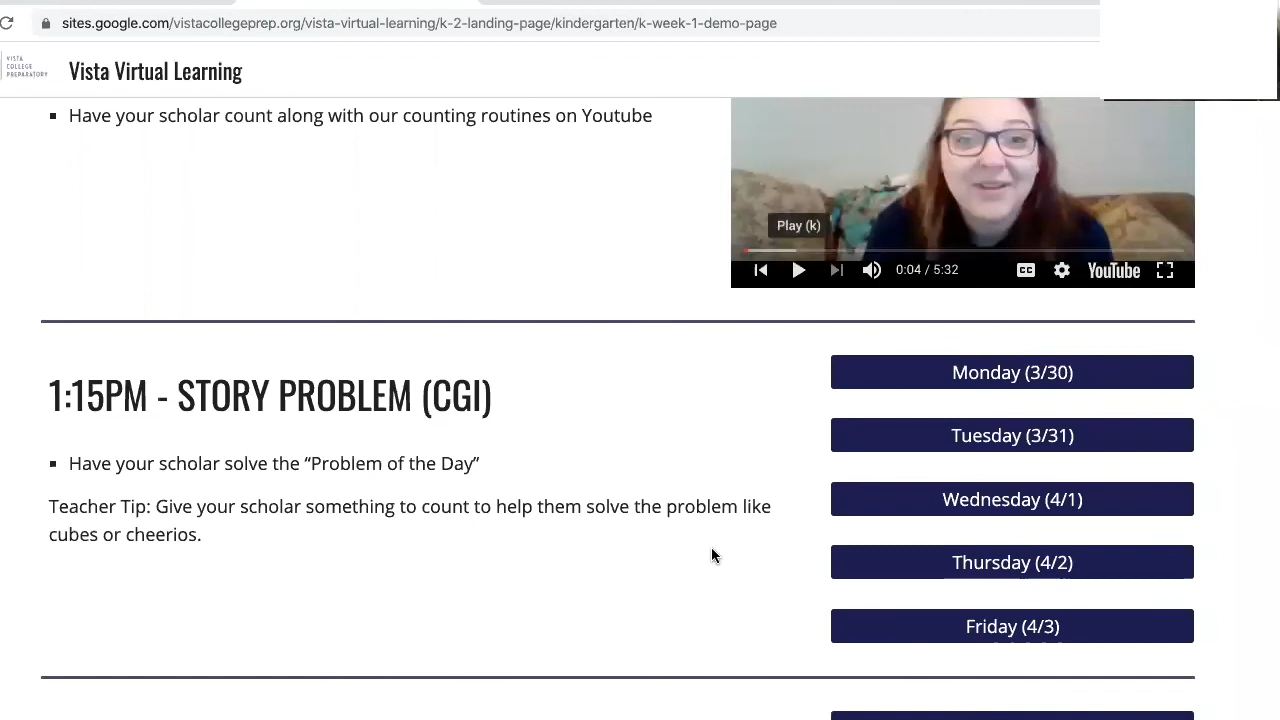 sites.google.com/vistacollegeprep.org/vista-virtual-learning/k-2-landing-page/kindergarten/k-week-1-demo-page
VISTA
COLLEGE
PREPARATORY
Vista Virtual Learning
▪ Have your scholar count along with our counting routines on Youtube
Play (k)
0:04 / 5:32
CC
YouTube
1:15PM - STORY PROBLEM (CGI)
▪ Have your scholar solve the “Problem of the Day”
Teacher Tip: Give your scholar something to count to help them solve the problem like
cubes or cheerios.
Monday (3/30)
Tuesday (3/31)
Wednesday (4/1)
Thursday (4/2)
Friday (4/3)